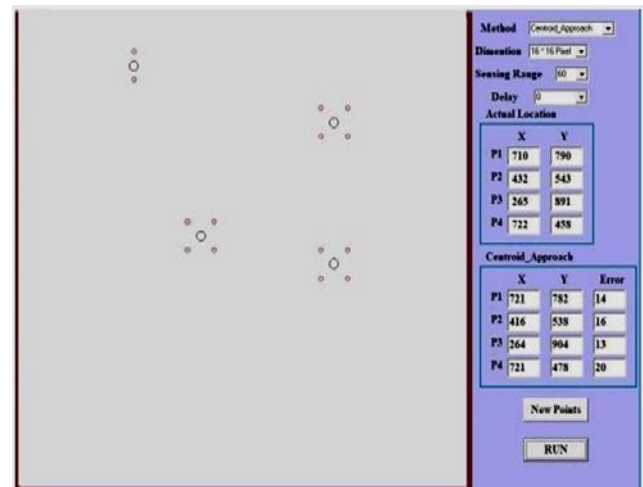 Method Centroid_Approach
Dimention 16 * 16 Pixel
Sensing Range 60
Delay 0
Actual Location
X Y
P1 710 790
P2 432 543
P3 265 891
P4 722 458
Centroid_Approach
X Y Error
P1 721 782 14
P2 416 538 16
P3 264 904 13
P4 721 478 20
New Points
RUN